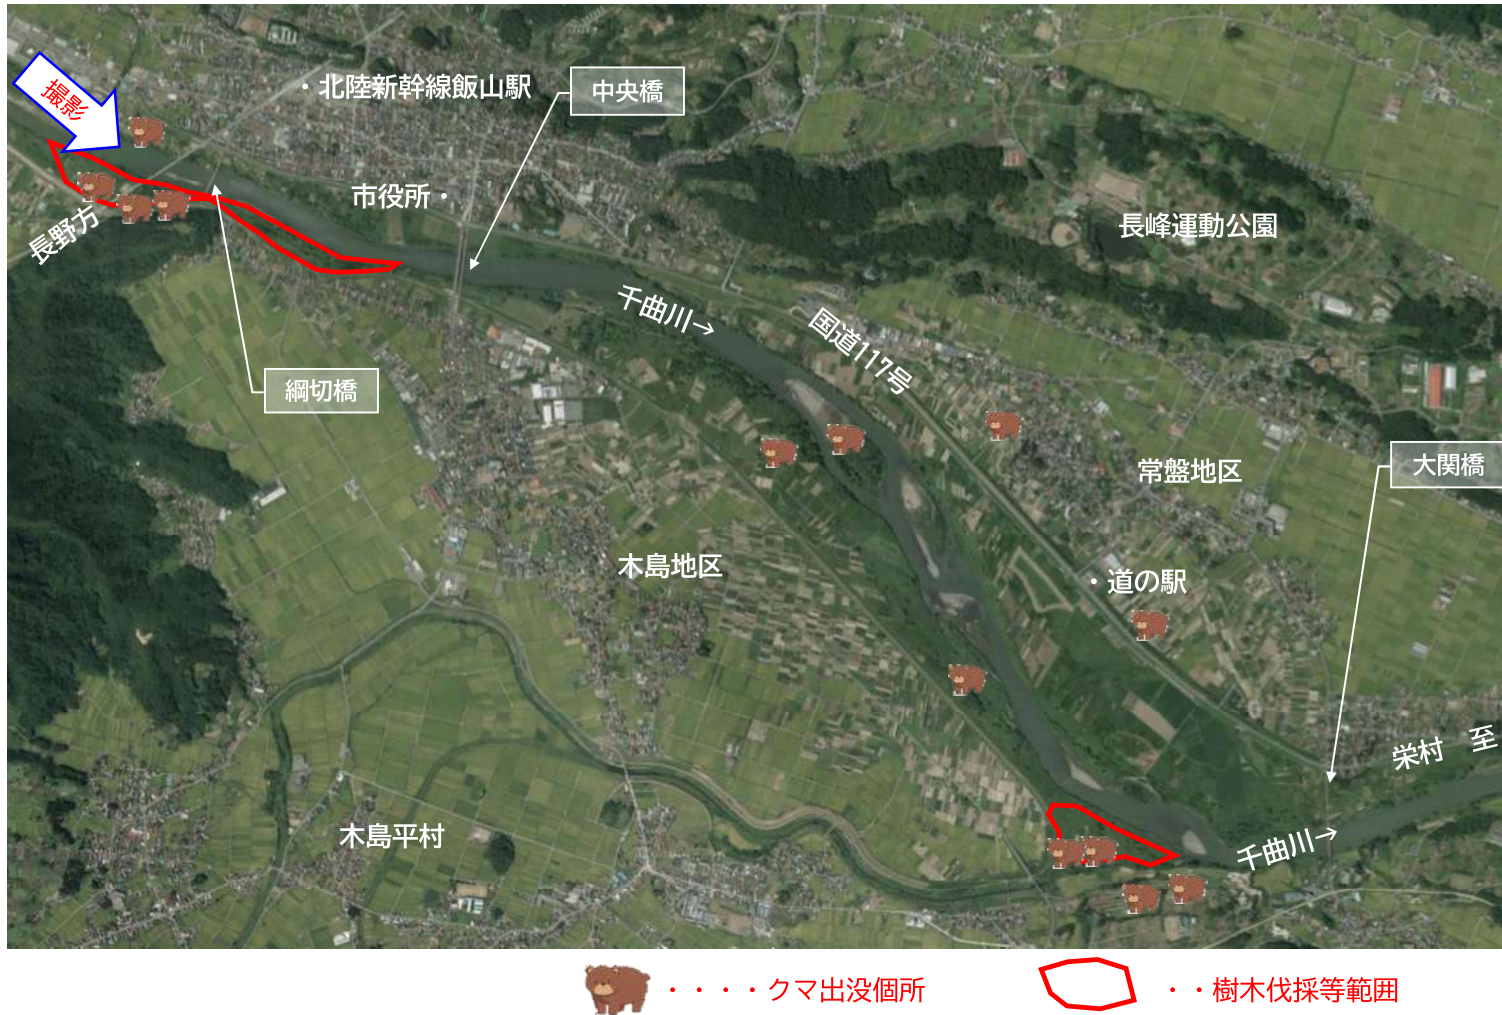 ・北陸新幹線飯山駅
中央橋
撮影
市役所・
長野方
長峰運動公園
千曲川→
国道117号
綱切橋
大関橋
常盤地区
木島地区
・道の駅
栄村 至
木島平村
千曲川→
・・・・クマ出没個所
・・樹木伐採等範囲